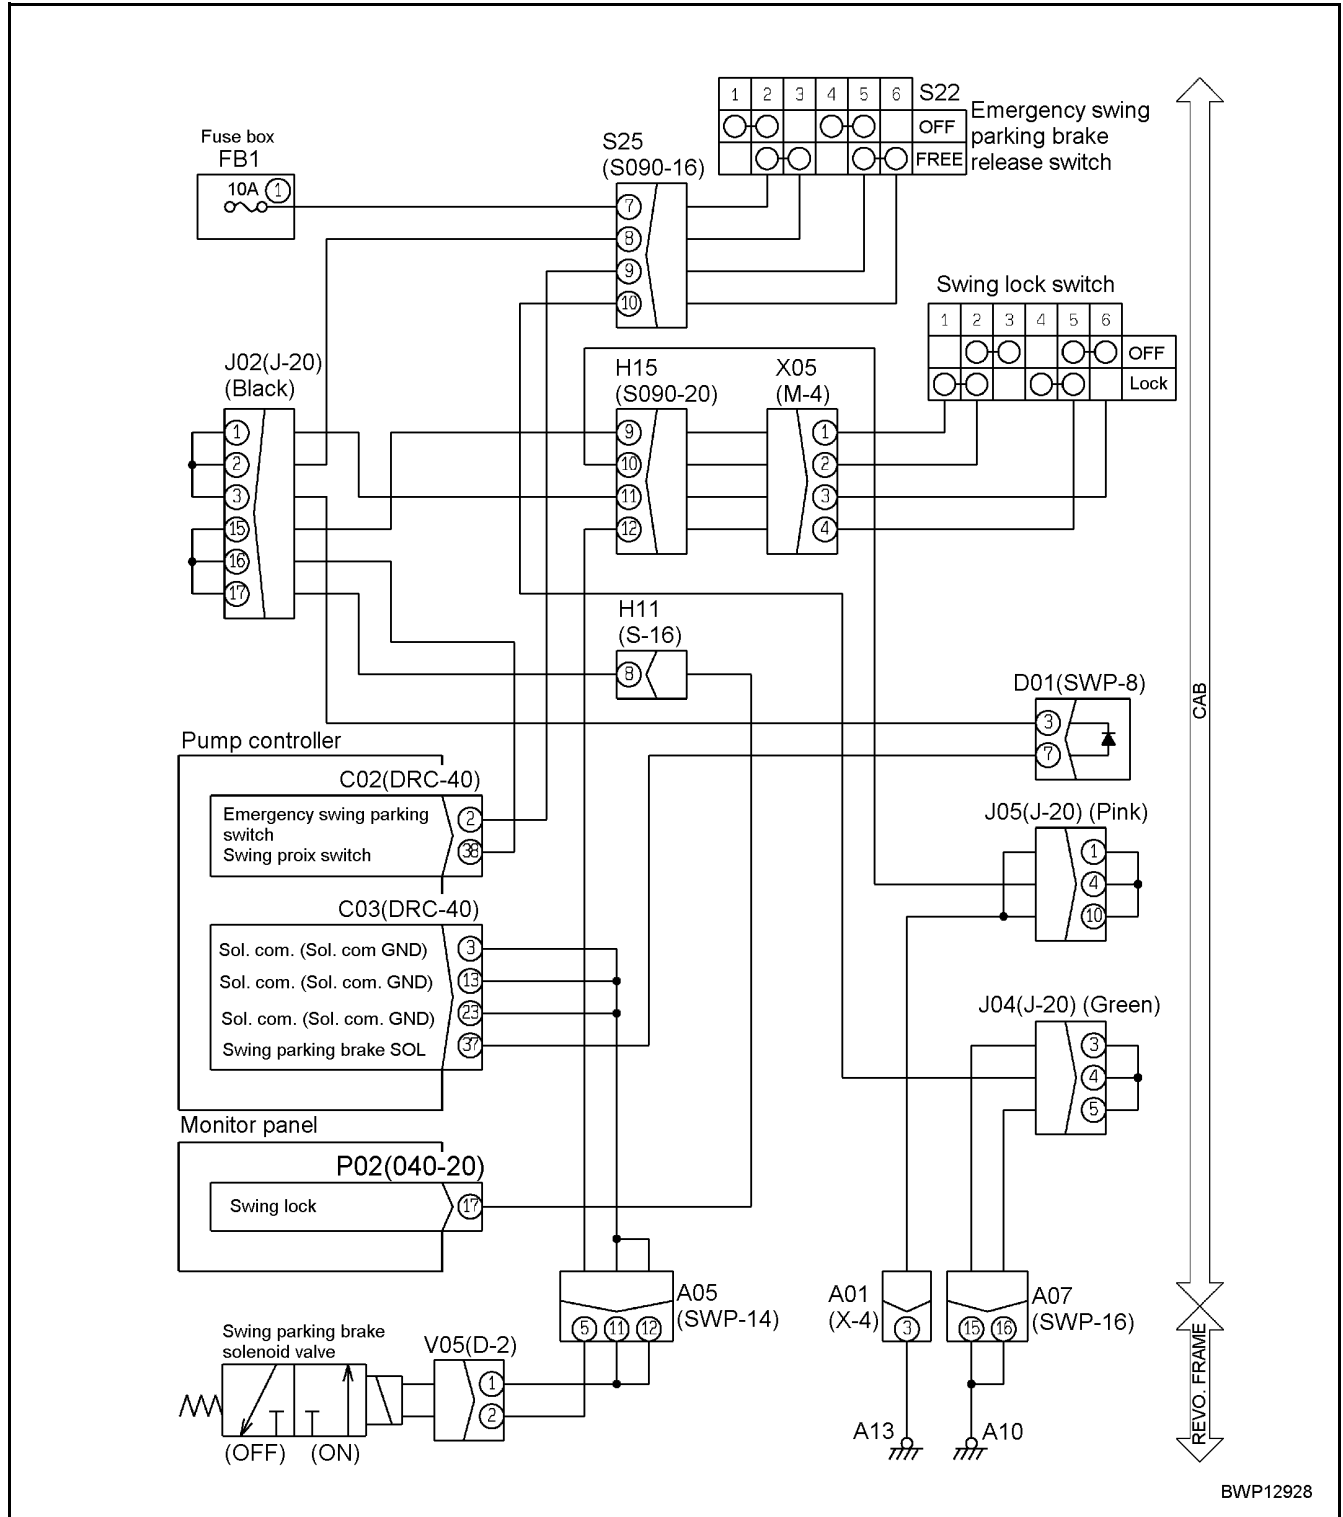 1 2 3 4 5 6 S22
OFF
FREE
Emergency swing
parking brake
release switch
Fuse box
FB1
10A 1
S25
(S090-16)
7
8
9
10
Swing lock switch
1 2 3 4 5 6
OFF
Lock
J02(J-20)
(Black)
1
2
3
15
16
17
H15
(S090-20)
9
10
11
12
X05
(M-4)
1
2
3
4
H11
(S-16)
8
CAB
D01(SWP-8)
3
7
Pump controller
C02(DRC-40)
Emergency swing parking
switch
2
Swing proix switch
38
J05(J-20) (Pink)
1
4
10
C03(DRC-40)
Sol. com. (Sol. com GND)
3
Sol. com. (Sol. com. GND)
13
Sol. com. (Sol. com. GND)
23
Swing parking brake SOL
37
J04(J-20) (Green)
3
4
5
Monitor panel
P02(040-20)
Swing lock
17
A05
(SWP-14)
5 11 12
A01
(X-4)
3
A07
(SWP-16)
15 16
Swing parking brake
solenoid valve
V05(D-2)
1
2
(OFF) (ON)
A13
A10
REVO. FRAME
BWP12928